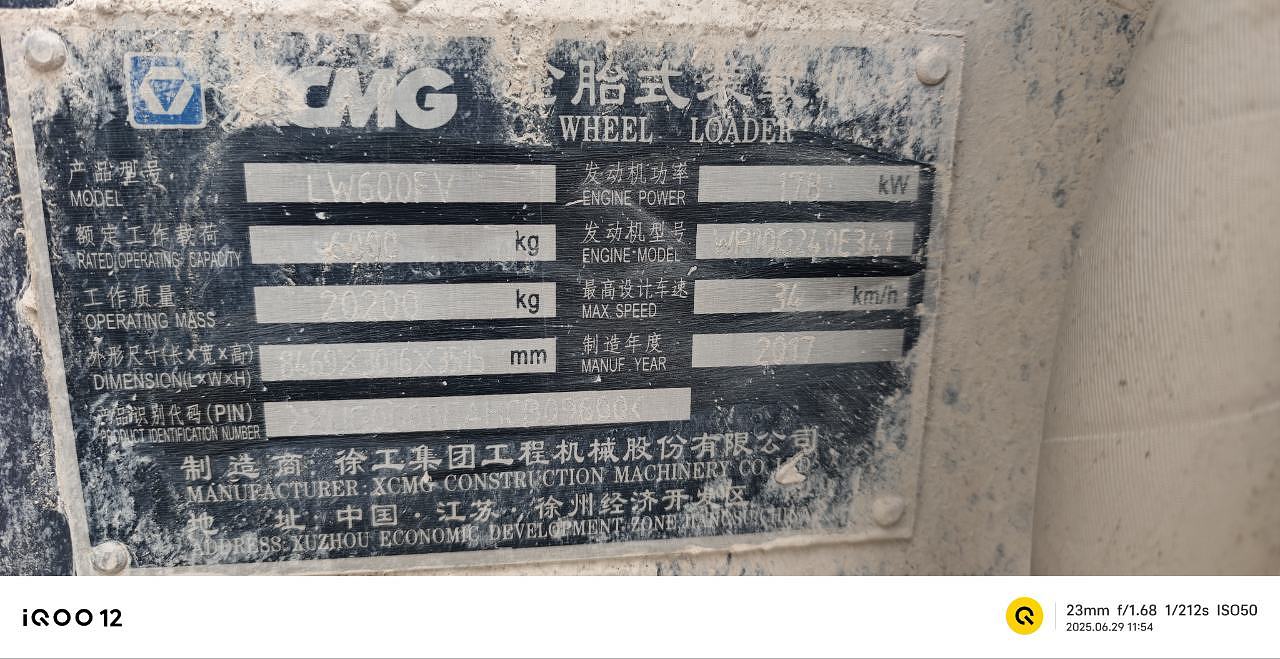 XCMG 轮胎式装载
WHEEL LOADER
产品型号 LW600FV 发动机功率 178 kW
MODEL ENGINE POWER
额定工作载荷 6000 kg 发动机型号 WP10G240E341
RATED OPERATING CAPACITY ENGINE MODEL
工作质量 20200 kg 最高设计车速 34 km/h
OPERATING MASS MAX SPEED
外形尺寸(长×宽×高) mm 制造年度 2017
DIMENSION(L×W×H) MANUF. YEAR
产品识别代码(PIN)
PRODUCT IDENTIFICATION NUMBER
制造商: 徐工集团工程机械股份有限公司
MANUFACTURER: XCMG CONSTRUCTION MACHINERY CO LTD
地 址: 中国·江苏·徐州经济开发区
ADDRESS: XUZHOU ECONOMIC DEVELOPMENT ZONE
iQOO 12
23mm f/1.68 1/212s ISO50
2025.06.29 11:54